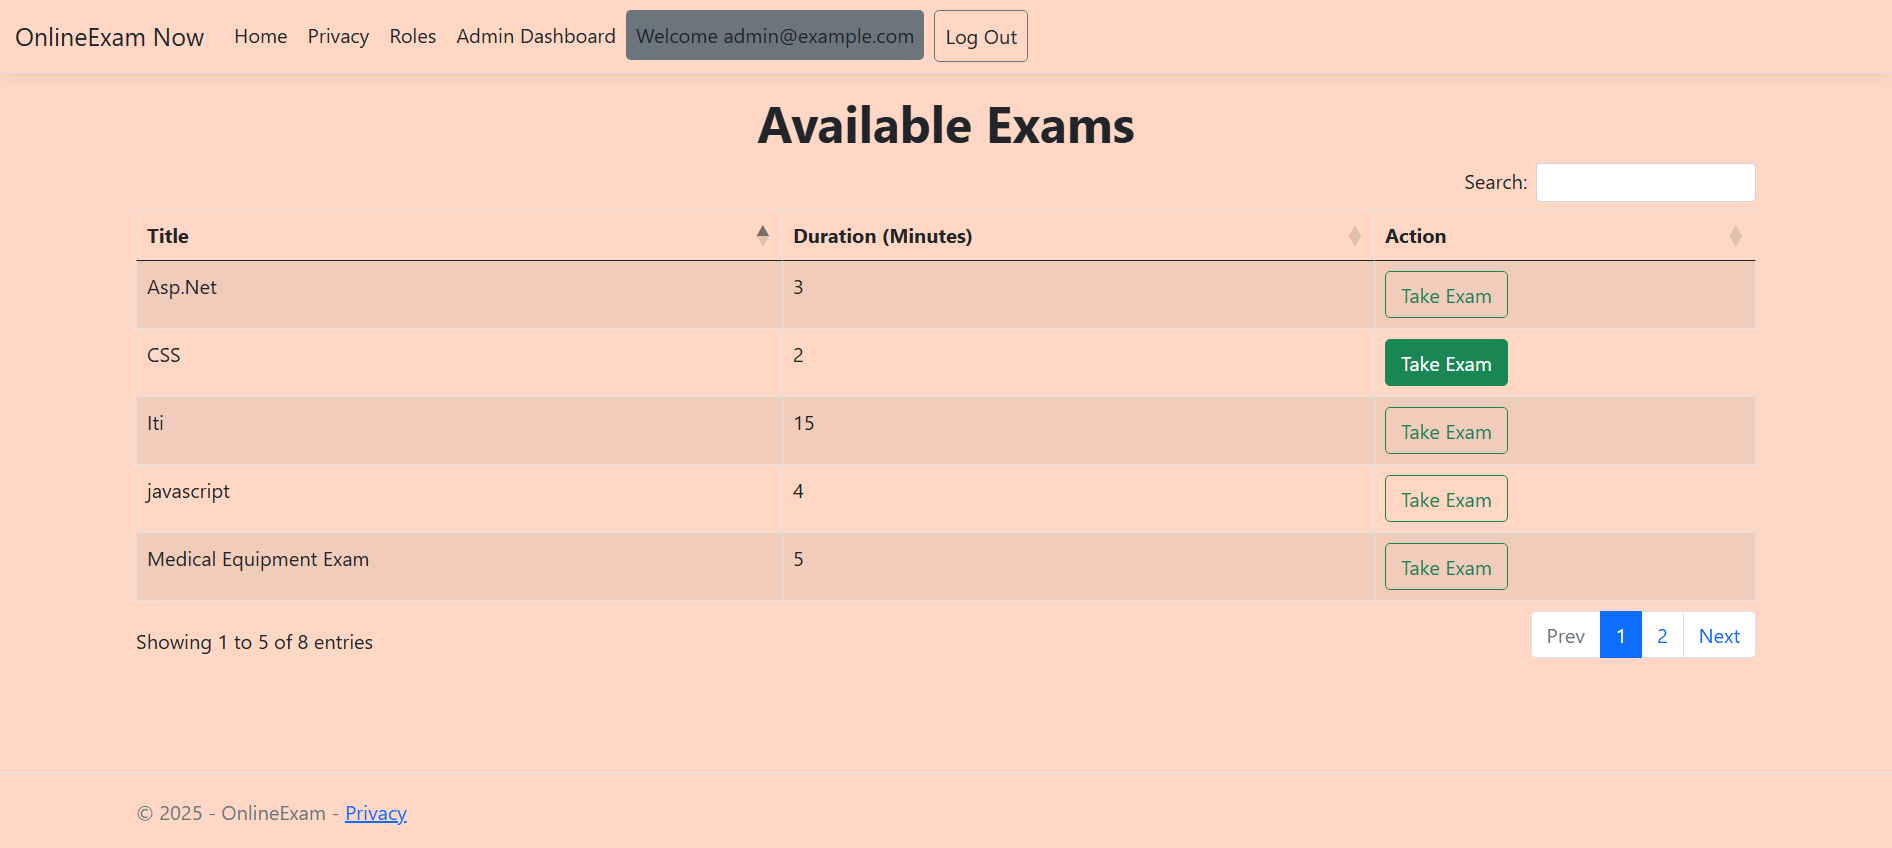 OnlineExam Now Home Privacy Roles Admin Dashboard Welcome admin@example.com Log Out
Available Exams
Search:
Title Duration (Minutes) Action
Asp.Net 3 Take Exam
CSS 2 Take Exam
Iti 15 Take Exam
javascript 4 Take Exam
Medical Equipment Exam 5 Take Exam
Showing 1 to 5 of 8 entries Prev 1 2 Next
© 2025 - OnlineExam - Privacy